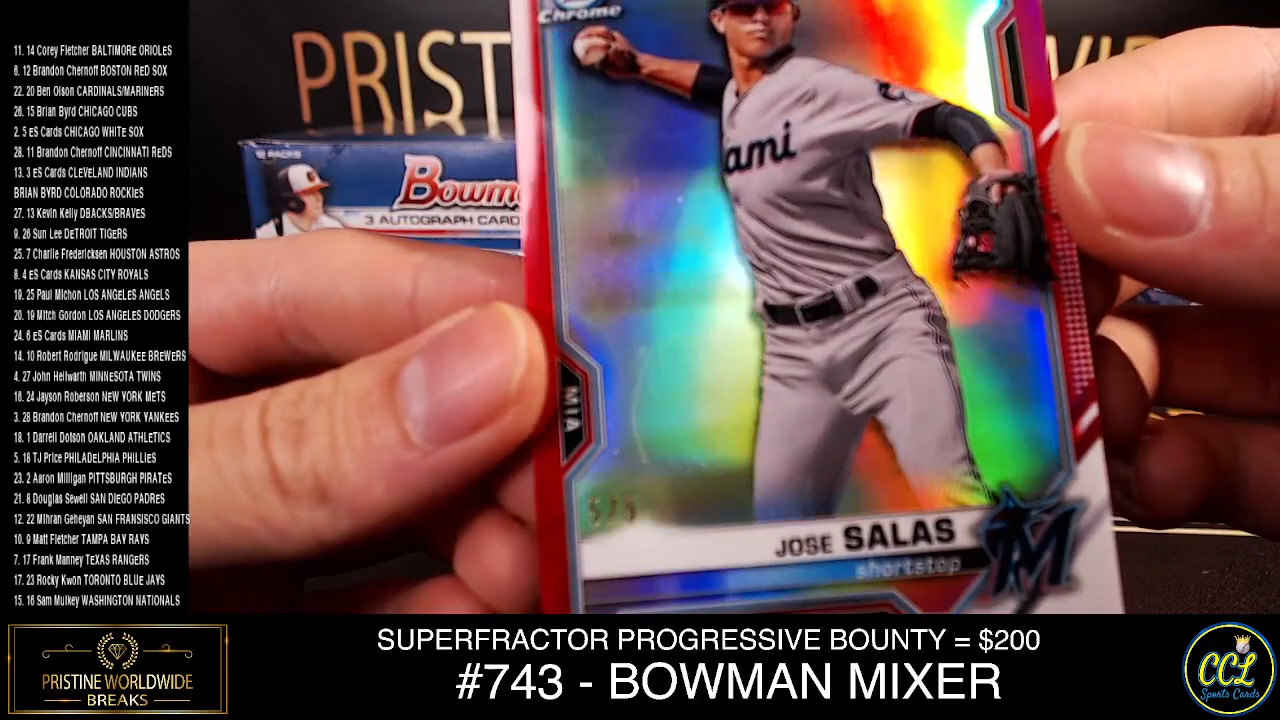 11. 14 Corey Fletcher BALTIMORE ORIOLES
6. 12 Brandon Chernoff BOSTON RED SOX
22. 20 Ben Olson CARDINALS/MARINERS
26. 15 Brian Byrd CHICAGO CUBS
2. 5 eS Cards CHICAGO WHITE SOX
28. 11 Brandon Chernoff CINCINNATI REDS
13. 3 eS Cards CLEVELAND INDIANS
BRIAN BYRD COLORADO ROCKIES
27. 13 Kevin Kelly DBACKS/BRAVES
9. 26 Sun Lee DETROIT TIGERS
25. 7 Charlie Fredericksen HOUSTON ASTROS
8. 4 eS Cards KANSAS CITY ROYALS
19. 25 Paul Michon LOS ANGELES ANGELS
20. 19 Mitch Gordon LOS ANGELES DODGERS
24. 6 eS Cards MIAMI MARLINS
14. 10 Robert Rodrigue MILWAUKEE BREWERS
4. 27 John Hellwarth MINNESOTA TWINS
16. 24 Jayson Roberson NEW YORK METS
3. 28 Brandon Chernoff NEW YORK YANKEES
18. 1 Darrell Dotson OAKLAND ATHLETICS
5. 18 TJ Price PHILADELPHIA PHILLIES
23. 2 Aaron Milligan PITTSBURGH PIRATES
21. 8 Douglas Sewell SAN DIEGO PADRES
12. 22 Mihran Geheyan SAN FRANSISCO GIANTS
10. 9 Matt Fletcher TAMPA BAY RAYS
7. 17 Frank Manney TEXAS RANGERS
17. 23 Rocky Kwon TORONTO BLUE JAYS
15. 16 Sam Mulkey WASHINGTON NATIONALS
PRIST
12 PACKS
Bowm
3 AUTOGRAPH CARD
Chrome
ami
MIA
5/5
JOSE SALAS
shortstop
M
PRISTINE WORLDWIDE
BREAKS
SUPERFRACTOR PROGRESSIVE BOUNTY = $200
#743 - BOWMAN MIXER
CCL
Sports Cards